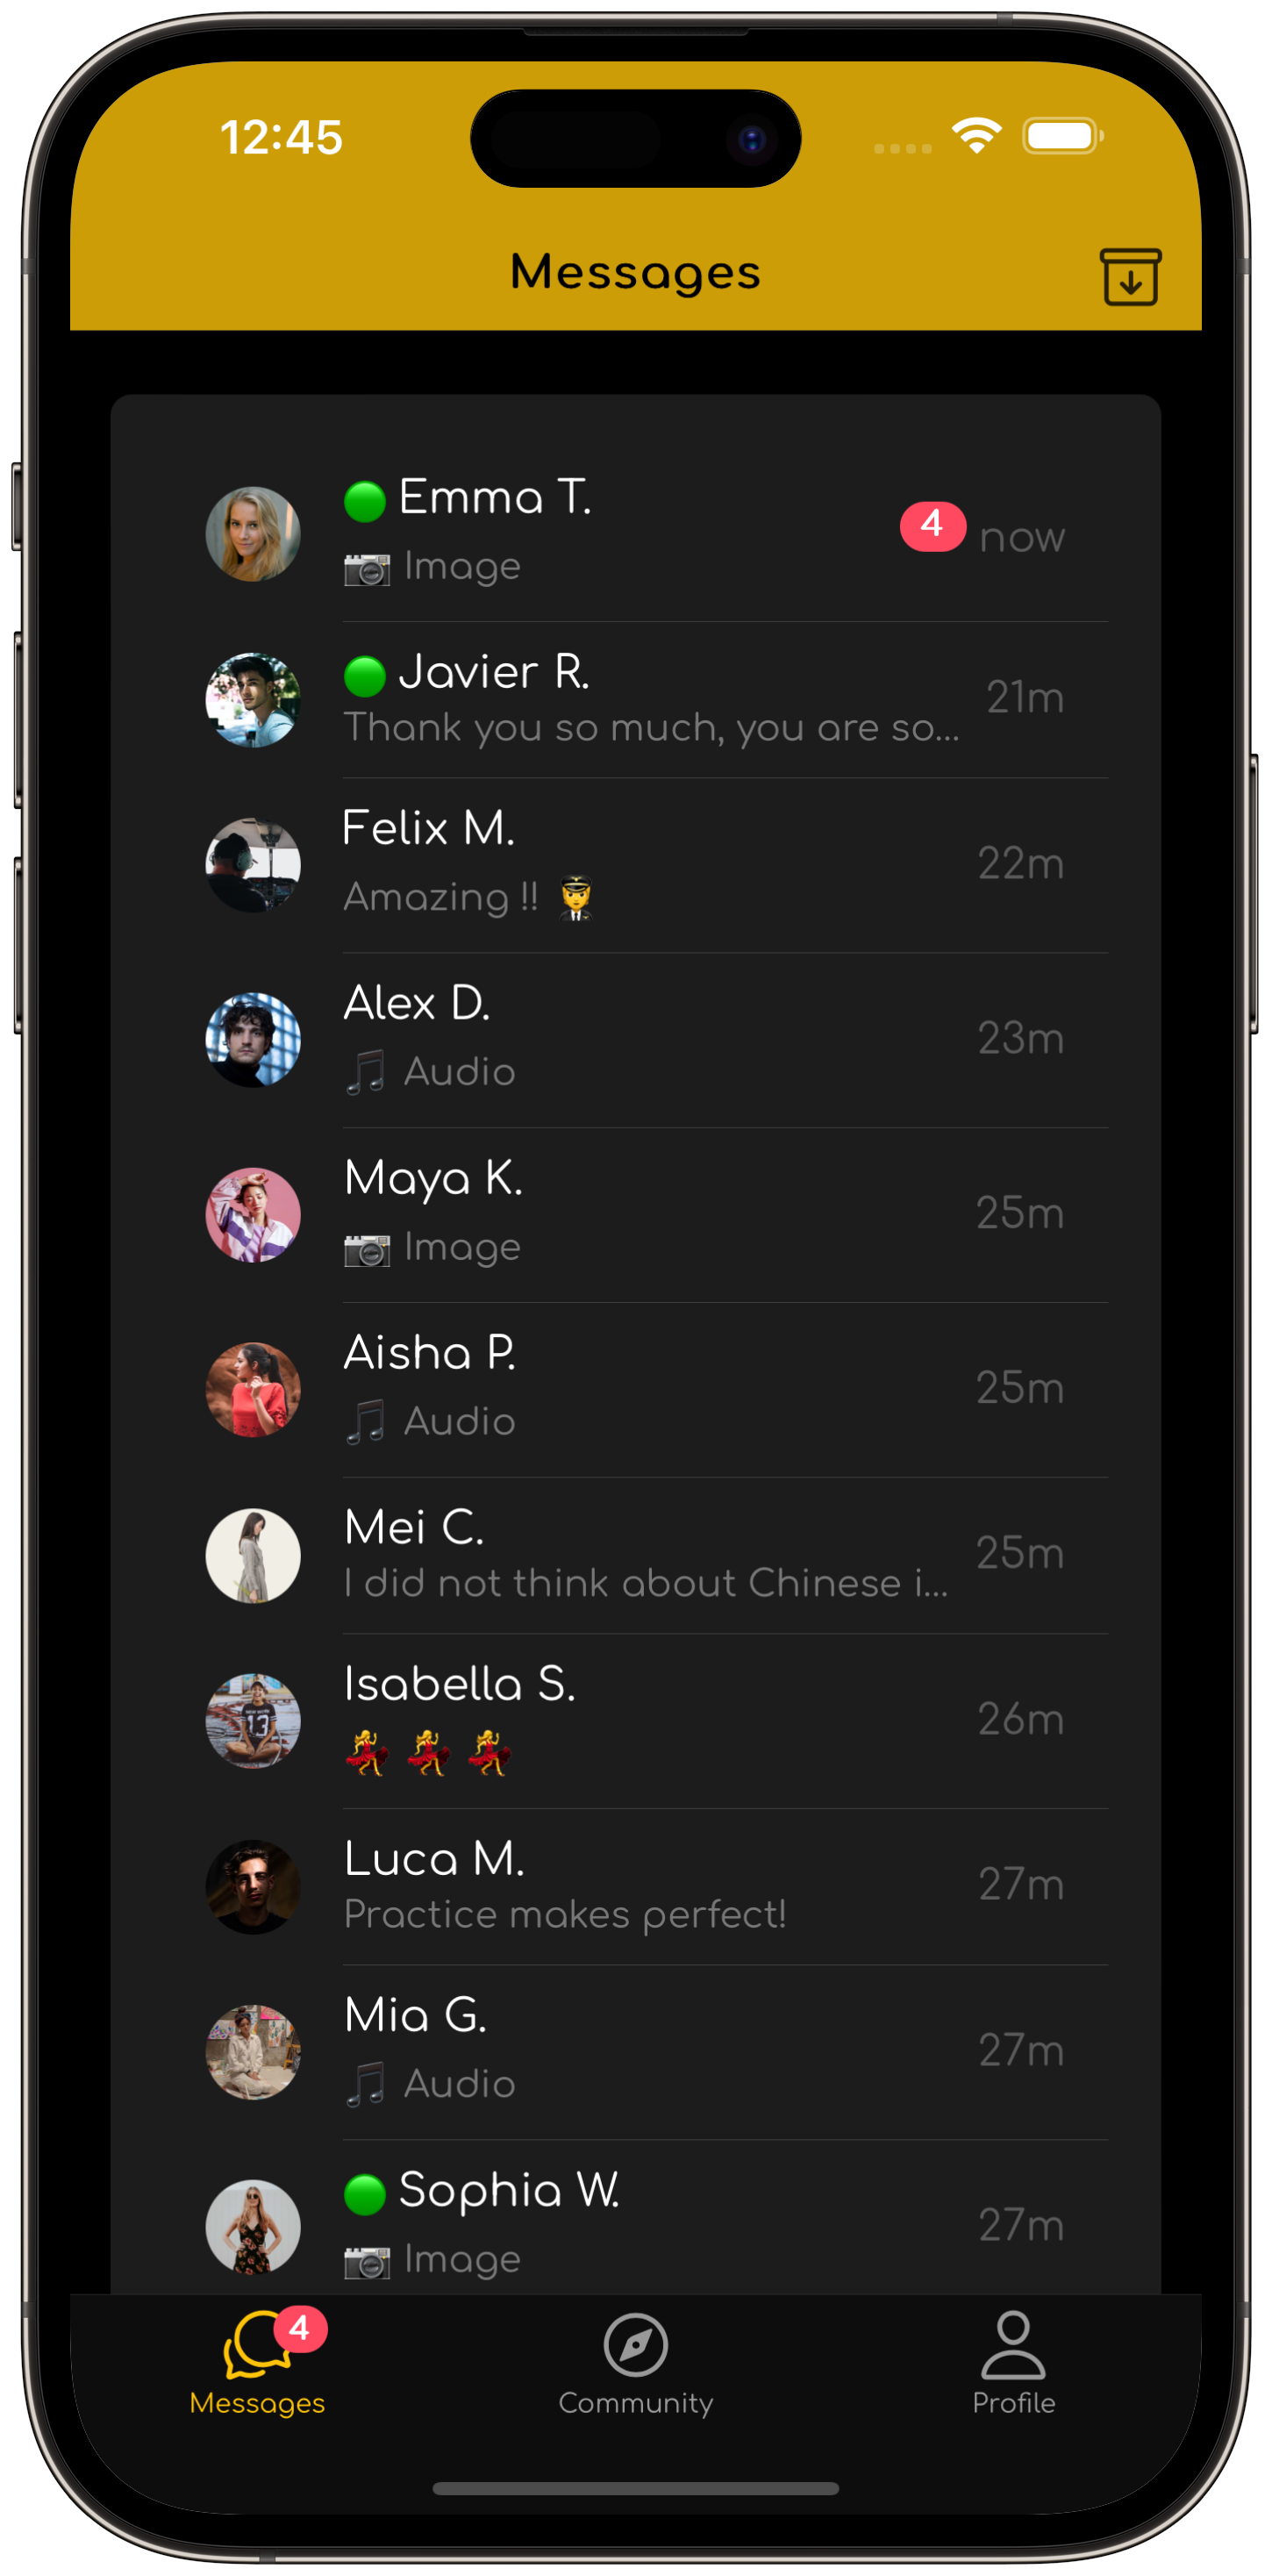 12:45
Messages
🟢 Emma T.
4 now
📷 Image
🟢 Javier R.
21m
Thank you so much, you are so...
Felix M.
22m
Amazing !! 🧑‍✈️
Alex D.
23m
🎵 Audio
Maya K.
25m
📷 Image
Aisha P.
25m
🎵 Audio
Mei C.
25m
I did not think about Chinese i...
Isabella S.
26m
💃 💃 💃
Luca M.
27m
Practice makes perfect!
Mia G.
27m
🎵 Audio
🟢 Sophia W.
27m
📷 Image
4
Messages
Community
Profile